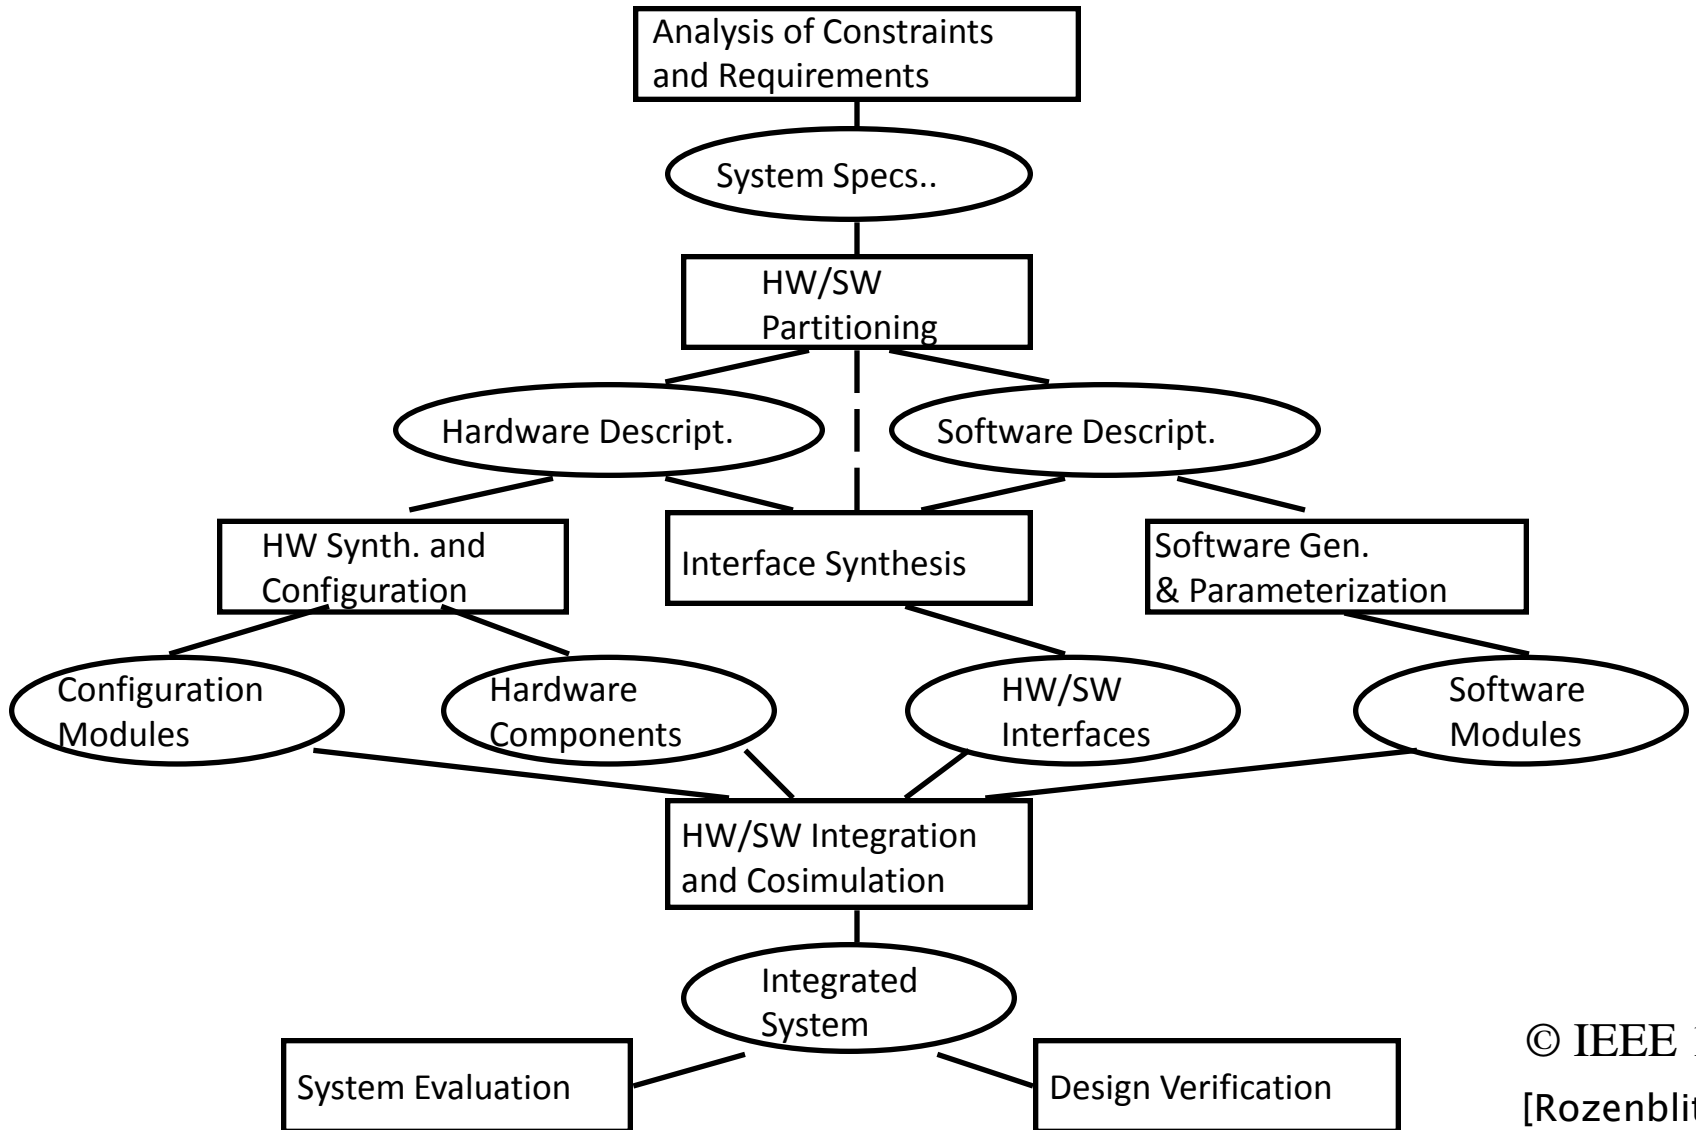 Analysis of Constraints
and Requirements
System Specs..
HW/SW
Partitioning
Hardware Descript.
Software Descript.
HW Synth. and
Configuration
Interface Synthesis
Software Gen.
& Parameterization
Configuration
Modules
Hardware
Components
HW/SW
Interfaces
Software
Modules
HW/SW Integration
and Cosimulation
Integrated
System
System Evaluation
Design Verification
© IEEE
[Rozenblit